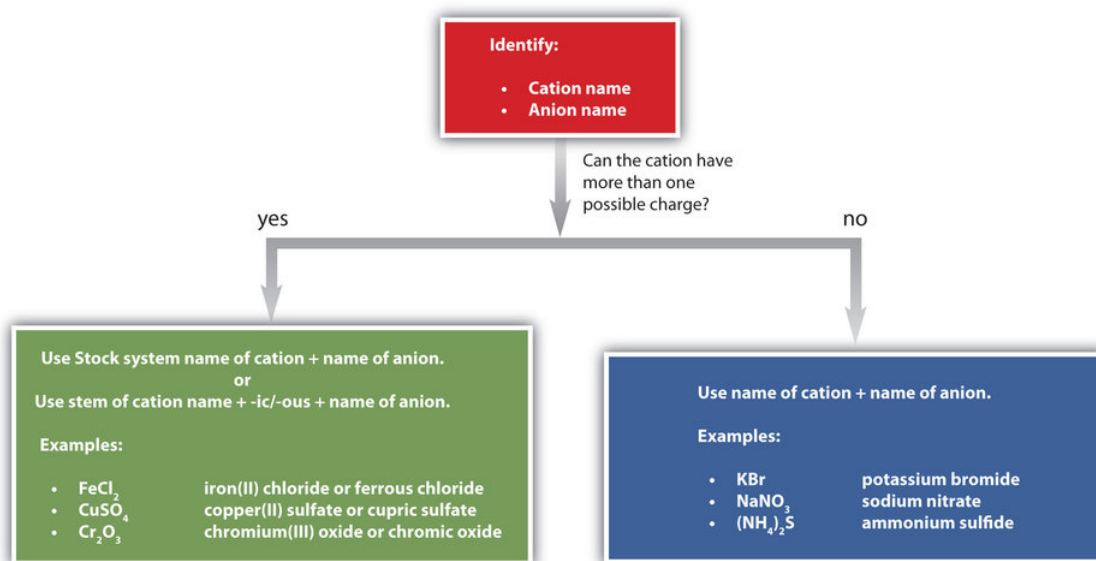 Identify:
• Cation name
• Anion name
Can the cation have
more than one
possible charge?
yes
no
Use Stock system name of cation + name of anion.
or
Use stem of cation name + -ic/-ous + name of anion.
Examples:
• FeCl₂ iron(II) chloride or ferrous chloride
• CuSO₄ copper(II) sulfate or cupric sulfate
• Cr₂O₃ chromium(III) oxide or chromic oxide
Use name of cation + name of anion.
Examples:
• KBr potassium bromide
• NaNO₃ sodium nitrate
• (NH₄)₂S ammonium sulfide